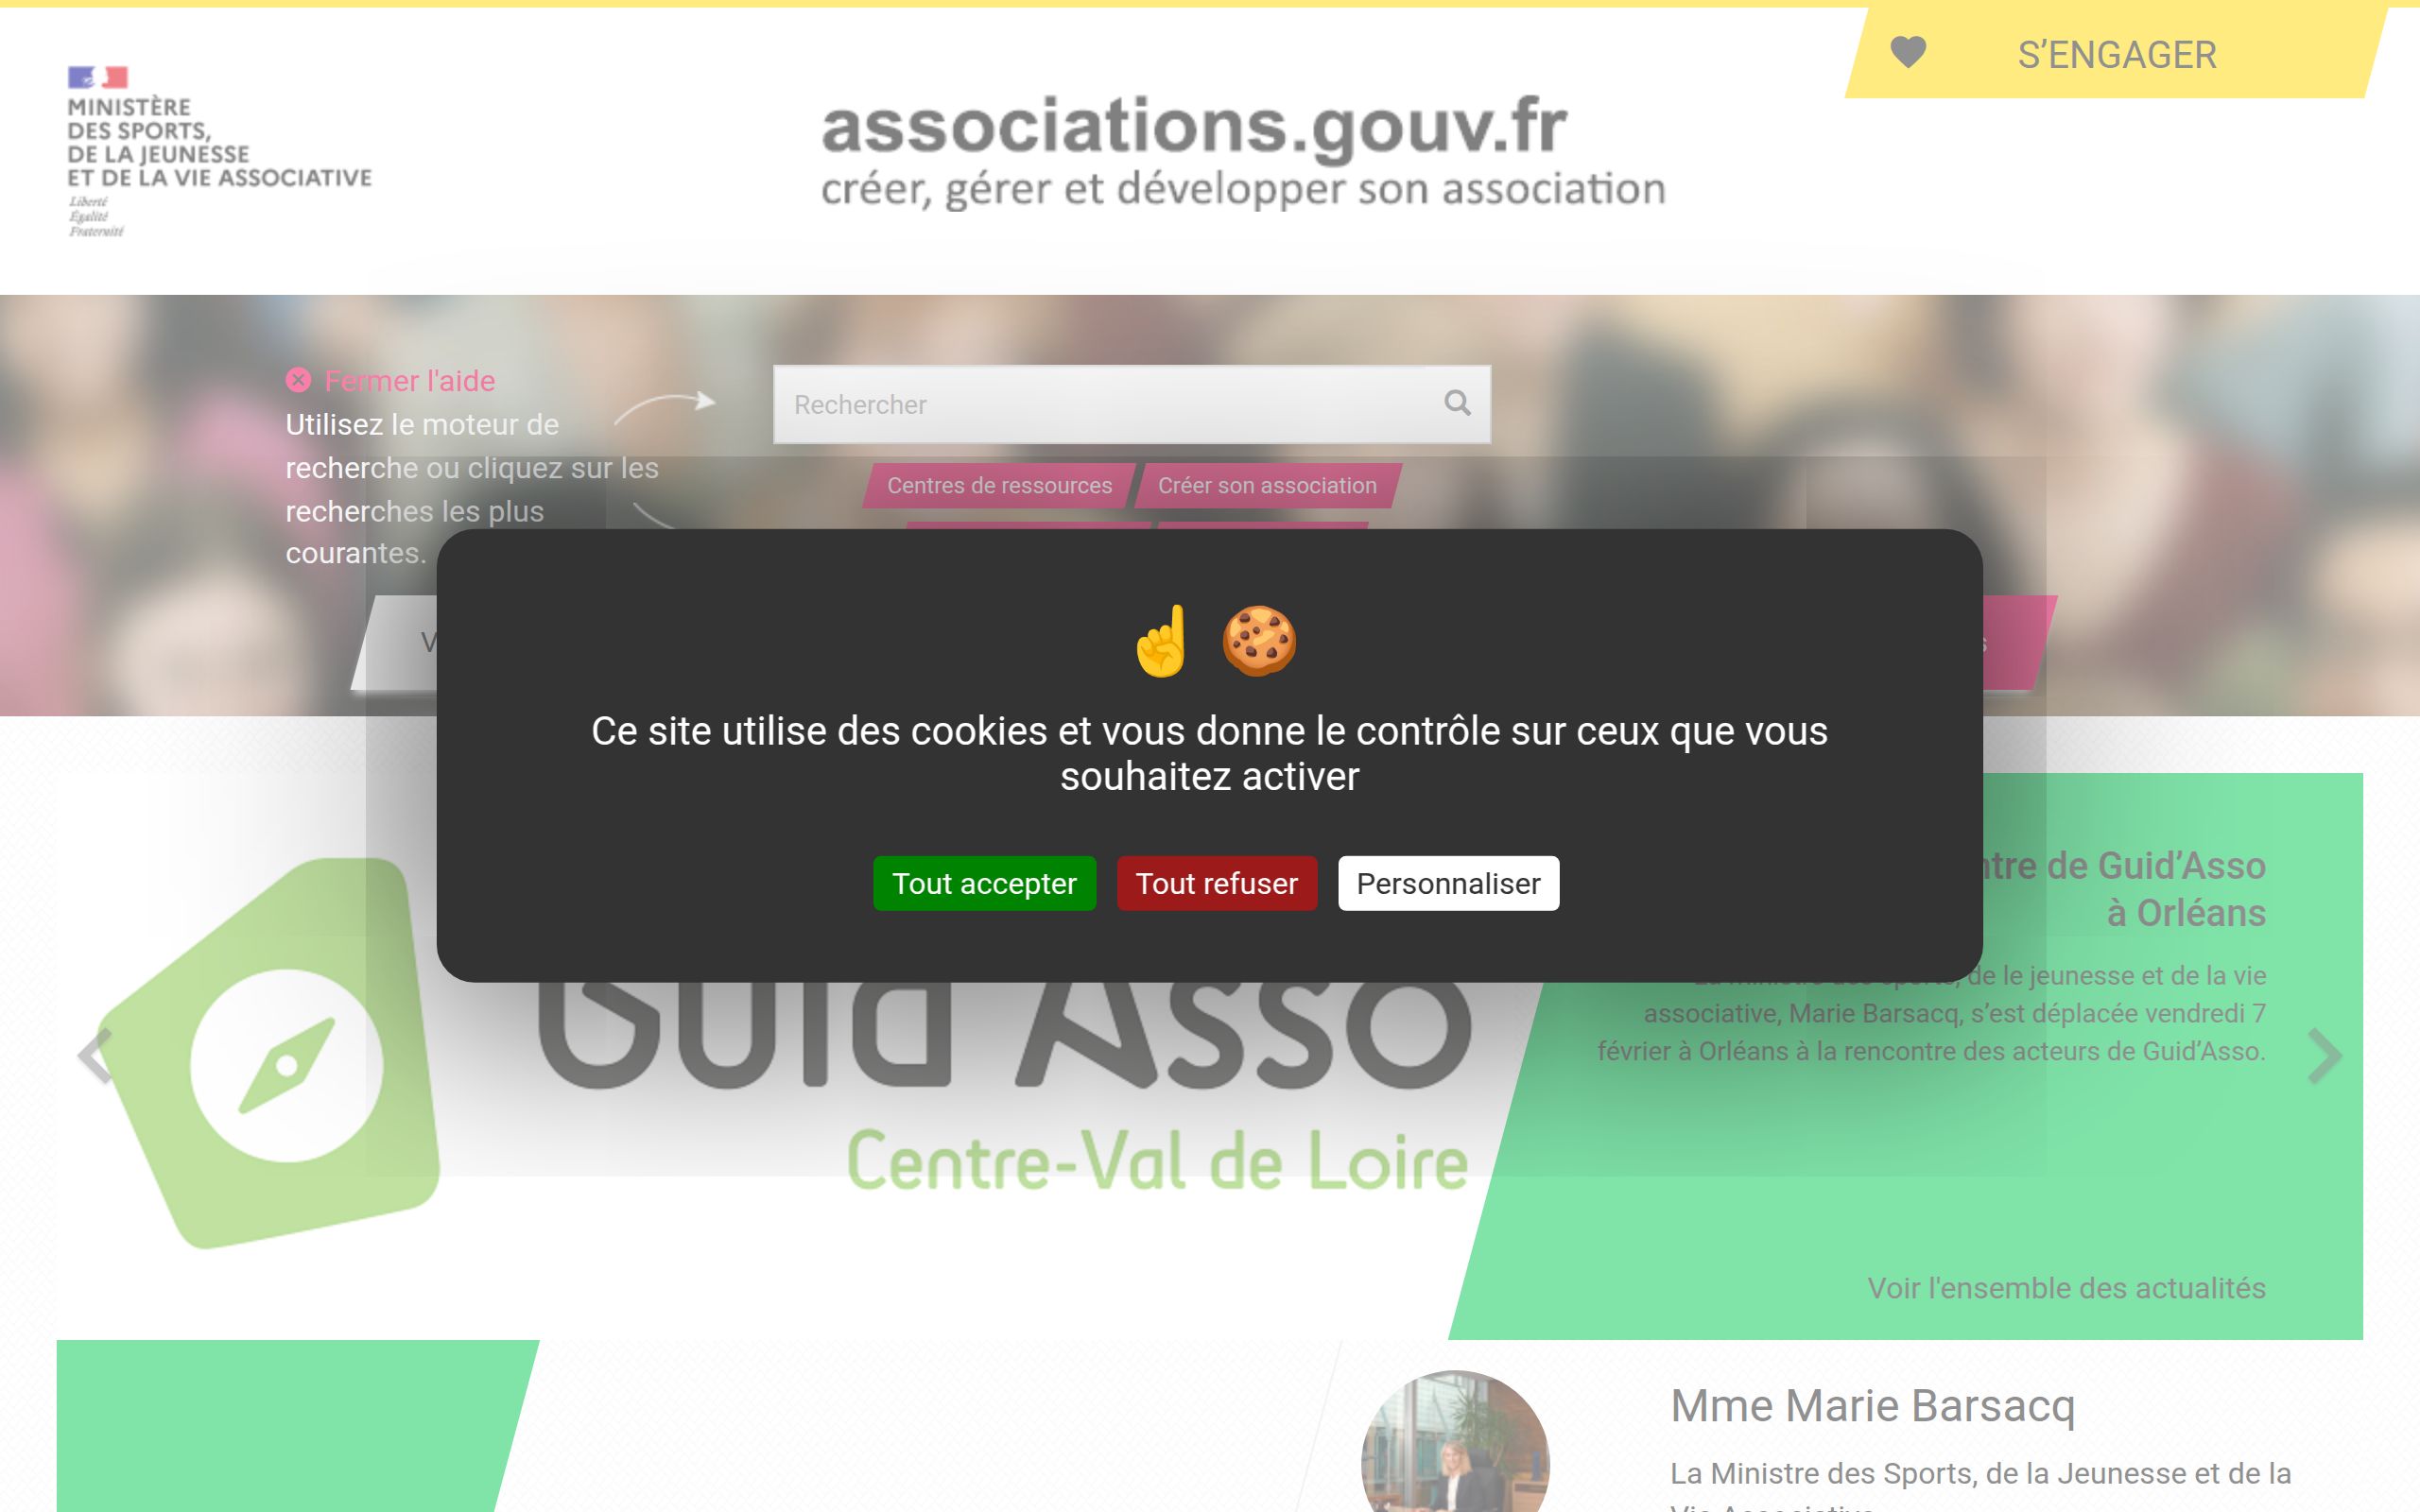 S’ENGAGER
MINISTÈRE
DES SPORTS,
DE LA JEUNESSE
ET DE LA VIE ASSOCIATIVE
Liberté
Égalité
Fraternité
associations.gouv.fr
créer, gérer et développer son association
Fermer l'aide
Utilisez le moteur de
recherche ou cliquez sur les
recherches les plus
courantes.
Rechercher
Centres de ressources
Créer son association
Ce site utilise des cookies et vous donne le contrôle sur ceux que vous
souhaitez activer
Tout accepter
Tout refuser
Personnaliser
Guid'Asso
Centre-Val de Loire
de Guid’Asso
à Orléans
de le jeunesse et de la vie
associative, Marie Barsacq, s’est déplacée vendredi 7
février à Orléans à la rencontre des acteurs de Guid’Asso.
Voir l'ensemble des actualités
Mme Marie Barsacq
La Ministre des Sports, de la Jeunesse et de la